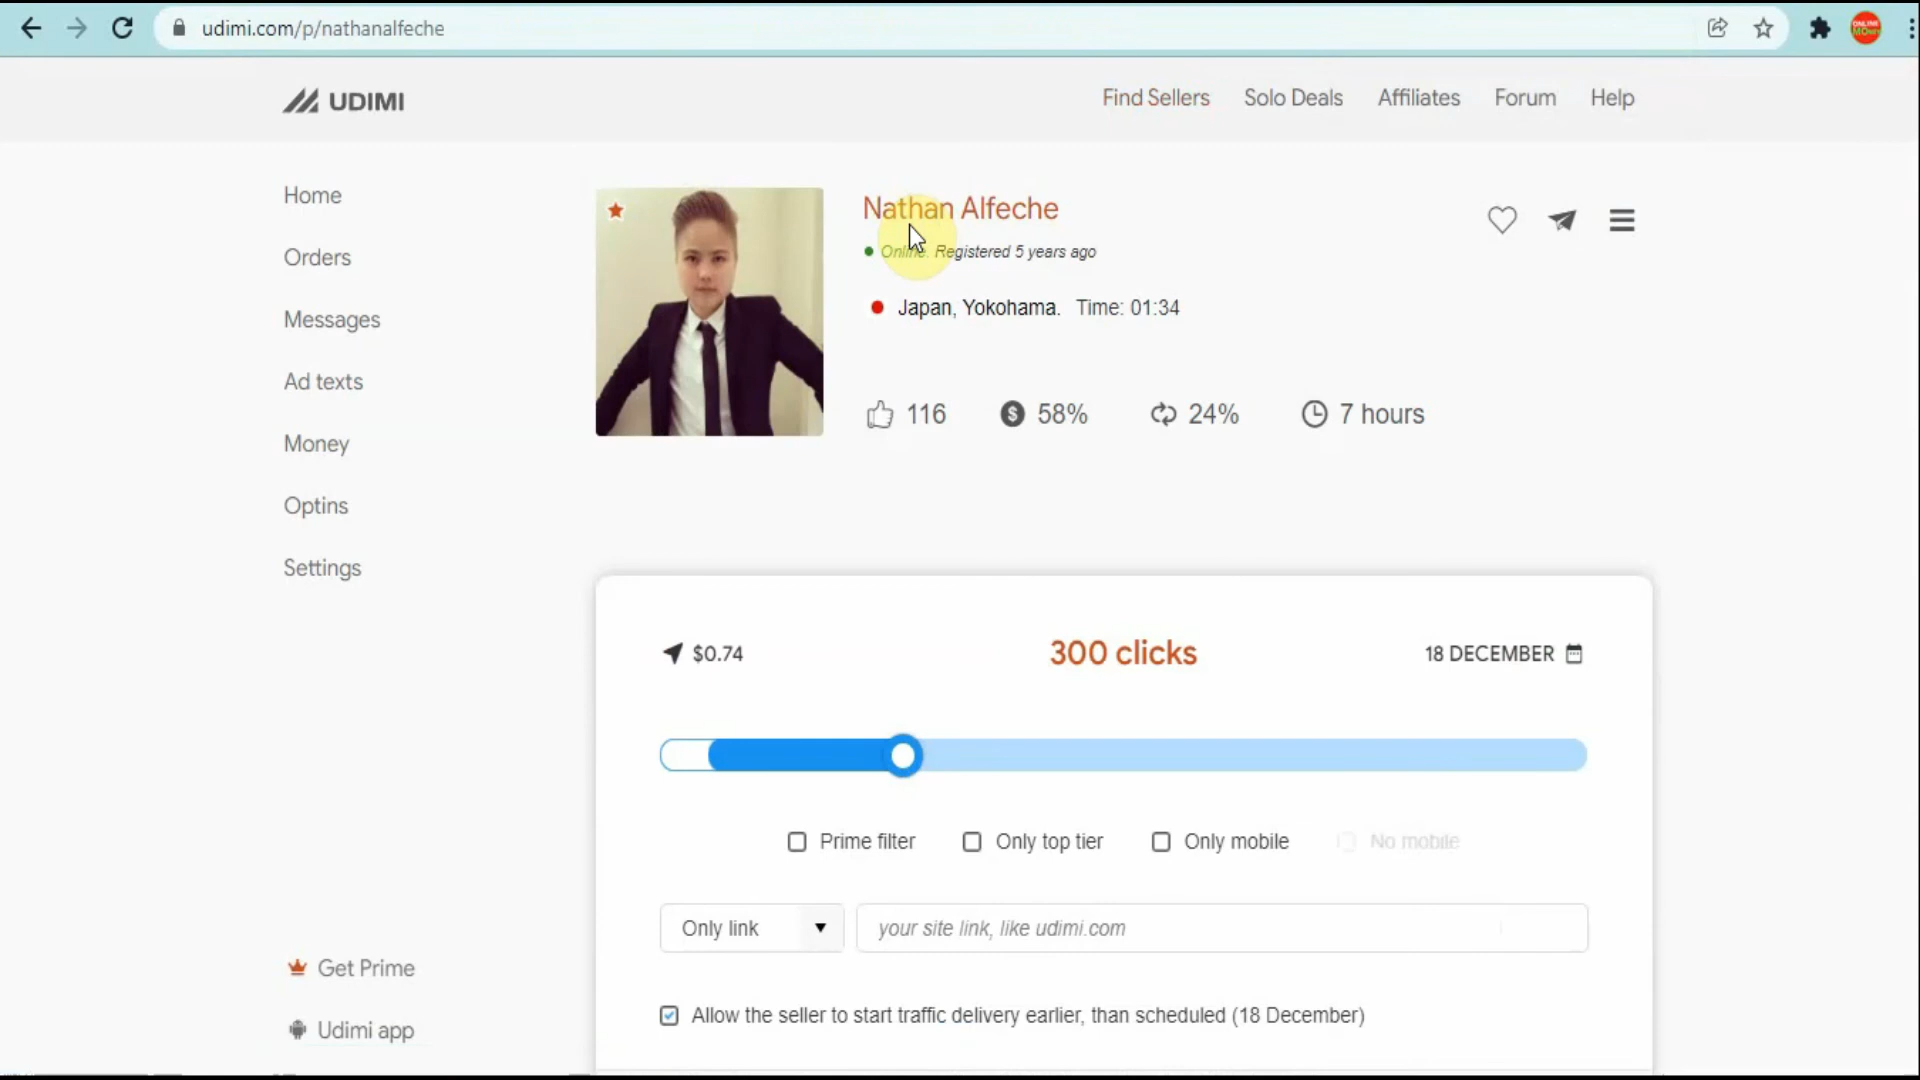 udimi.com/p/nathanalfeche
ONLINE
UDIMI
Find Sellers Solo Deals Affiliates Forum Help
Home
Orders
Messages
Ad texts
Money
Optins
Settings
Get Prime
Udimi app
Nathan Alfeche
Online. Registered 5 years ago
Japan, Yokohama. Time: 01:34
116 58% 24% 7 hours
$0.74 300 clicks 18 DECEMBER
Prime filter Only top tier Only mobile No mobile
Only link your site link, like udimi.com
Allow the seller to start traffic delivery earlier, than scheduled (18 December)